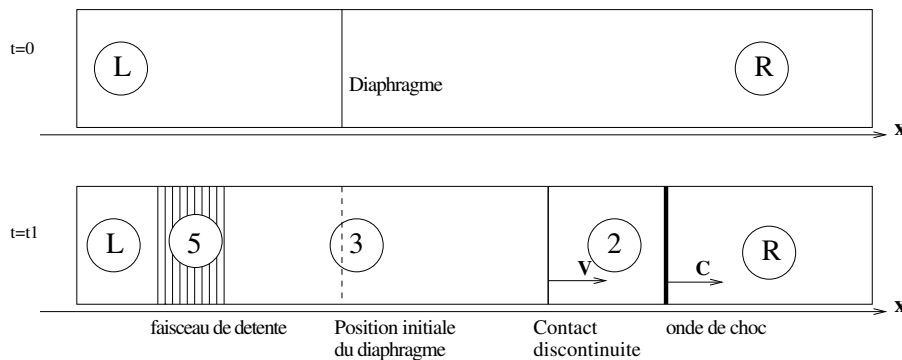 t=0
L
Diaphragme
R
x
t=t1
L
5
3
2
R
V
C
x
faisceau de detente
Position initiale
du diaphragme
Contact
discontinuite
onde de choc